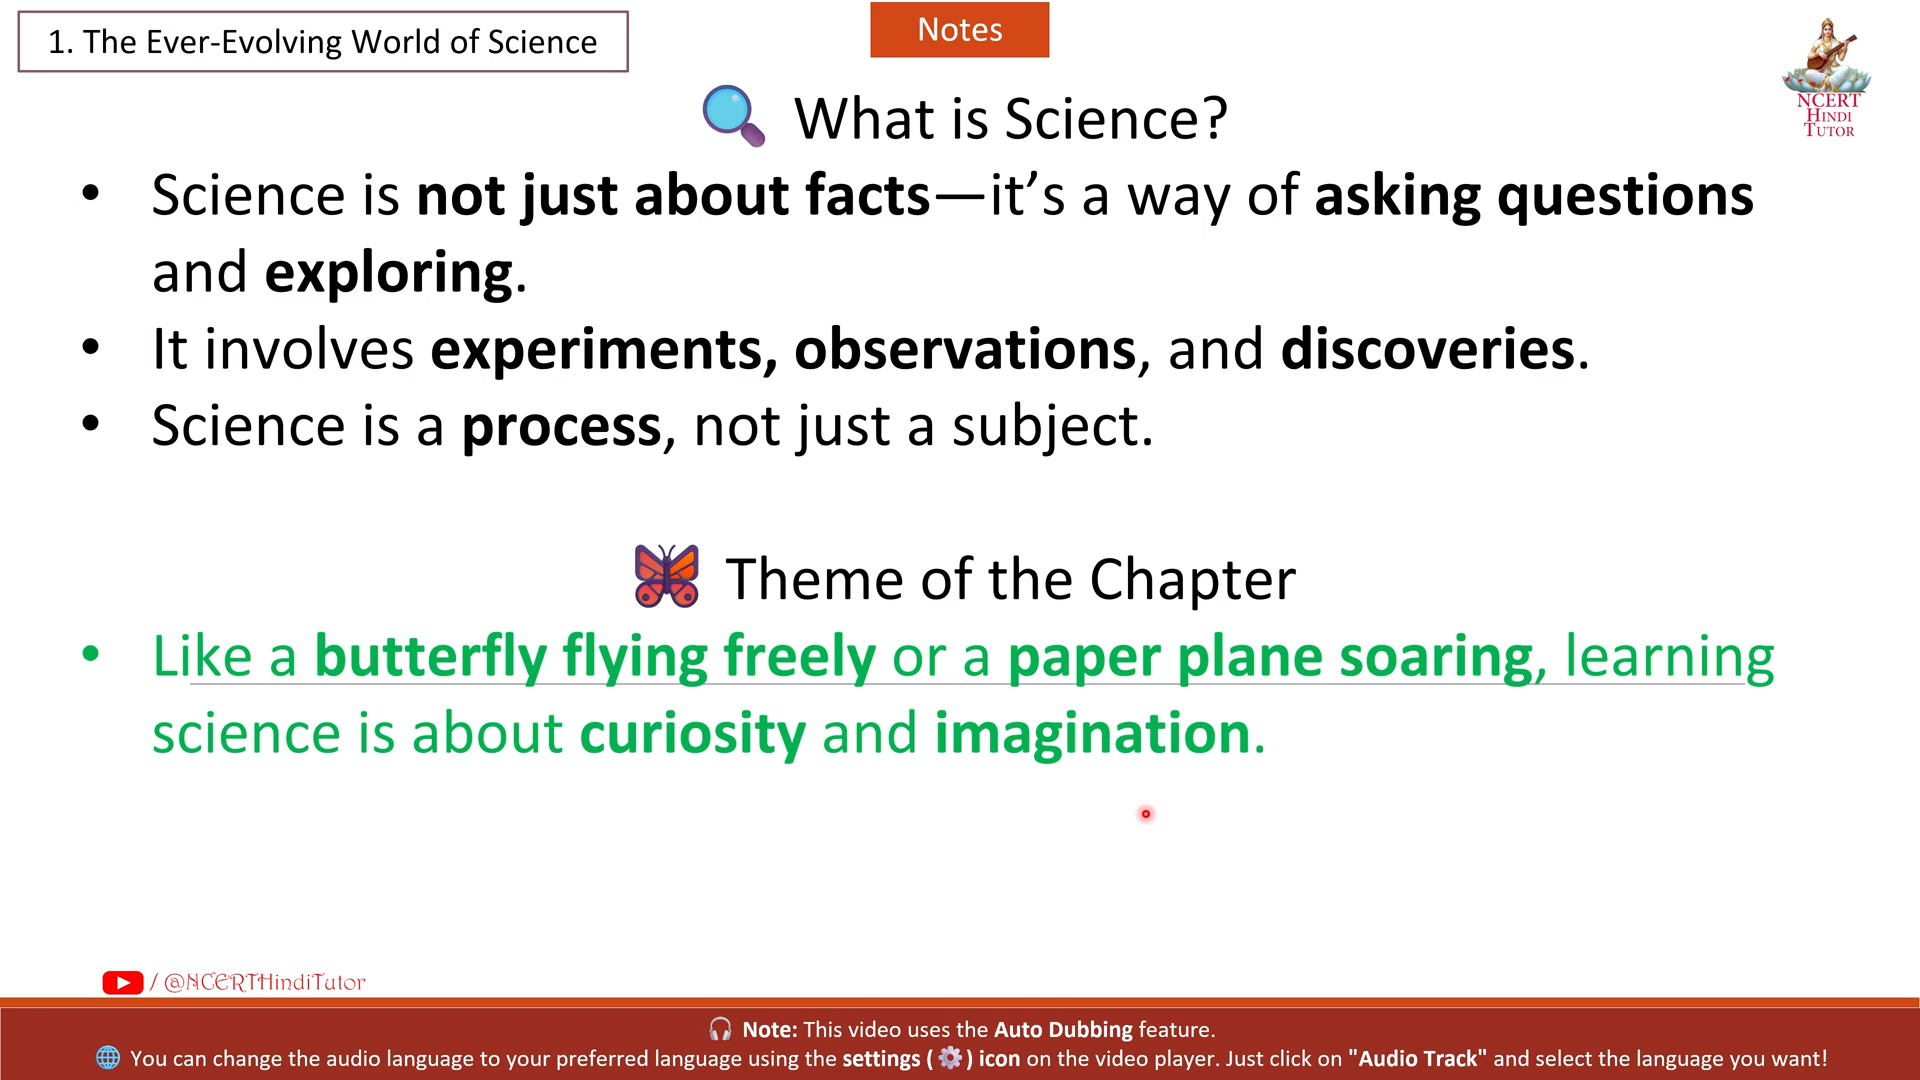 1. The Ever-Evolving World of Science
Notes
NCERT
HINDI
TUTOR
What is Science?
• Science is not just about facts—it’s a way of asking questions
and exploring.
• It involves experiments, observations, and discoveries.
• Science is a process, not just a subject.
Theme of the Chapter
• Like a butterfly flying freely or a paper plane soaring, learning
science is about curiosity and imagination.
/ @NCERTHindiTutor
Note: This video uses the Auto Dubbing feature.
You can change the audio language to your preferred language using the settings ( ) icon on the video player. Just click on "Audio Track" and select the language you want!